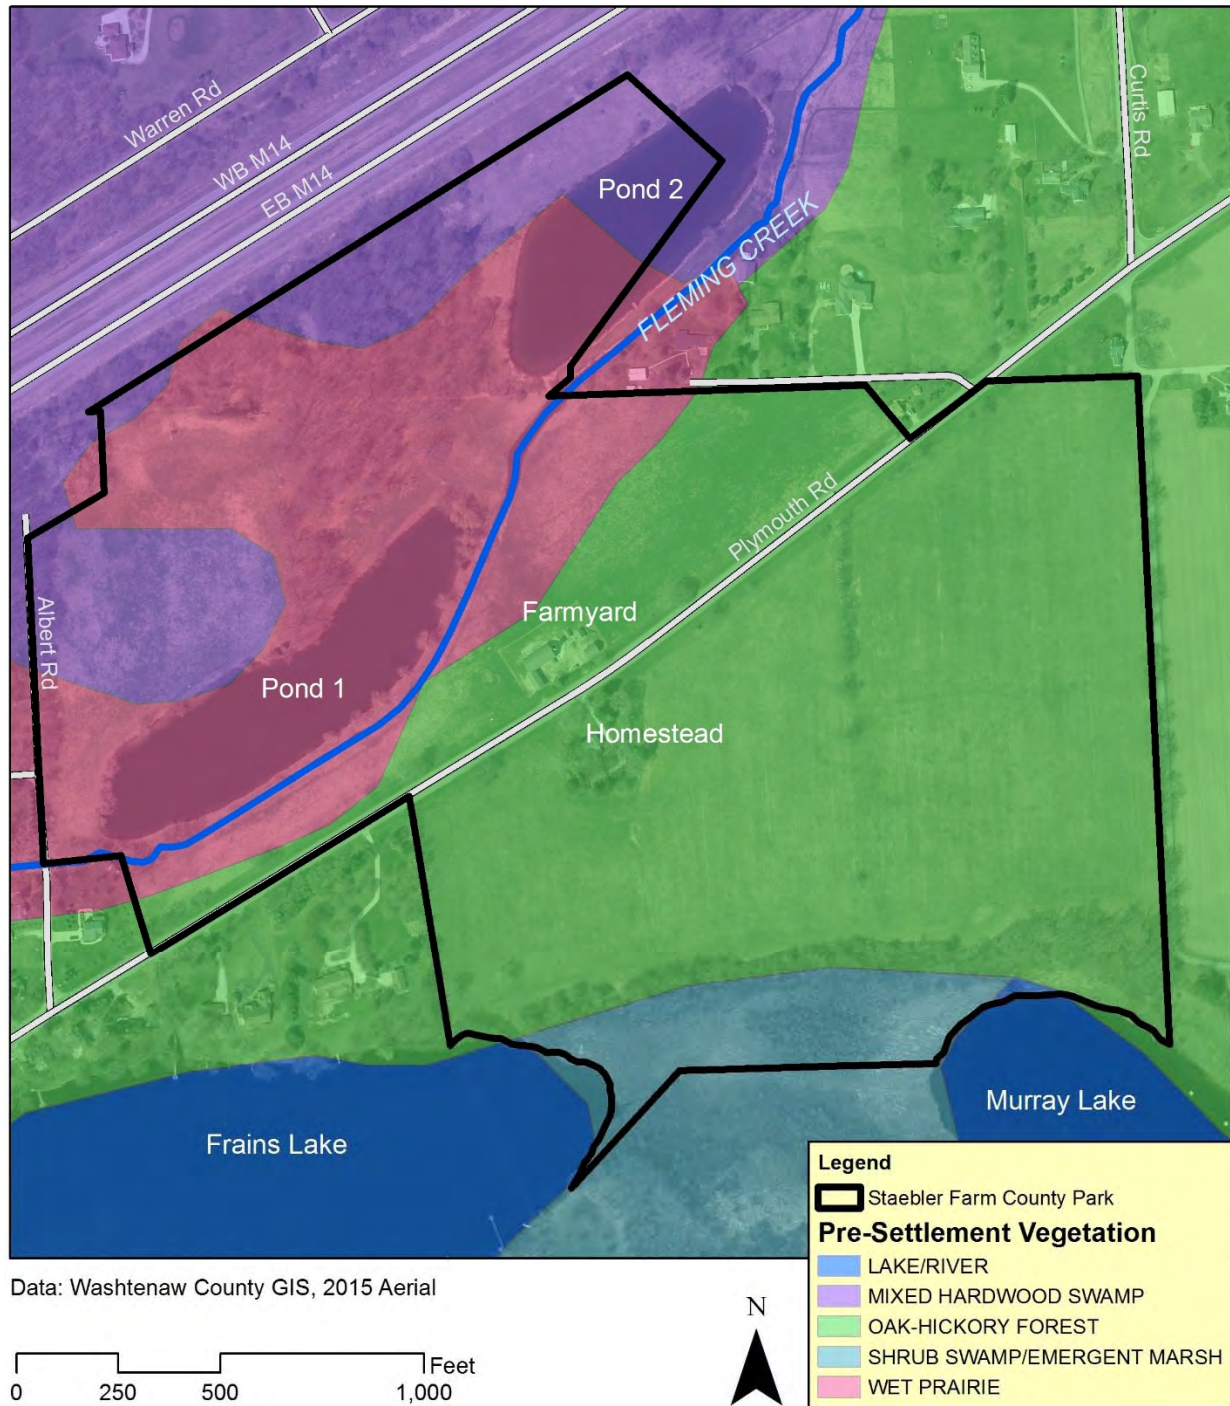 Warren Rd
WB M14
EB M14
Curtis Rd
Pond 2
FLEMING CREEK
Plymouth Rd
Farmyard
Albert Rd
Pond 1
Homestead
Murray Lake
Frains Lake
Legend
Staebler Farm County Park
Pre-Settlement Vegetation
LAKE/RIVER
MIXED HARDWOOD SWAMP
OAK-HICKORY FOREST
SHRUB SWAMP/EMERGENT MARSH
WET PRAIRIE
Data: Washtenaw County GIS, 2015 Aerial
N
Feet
0 250 500 1,000